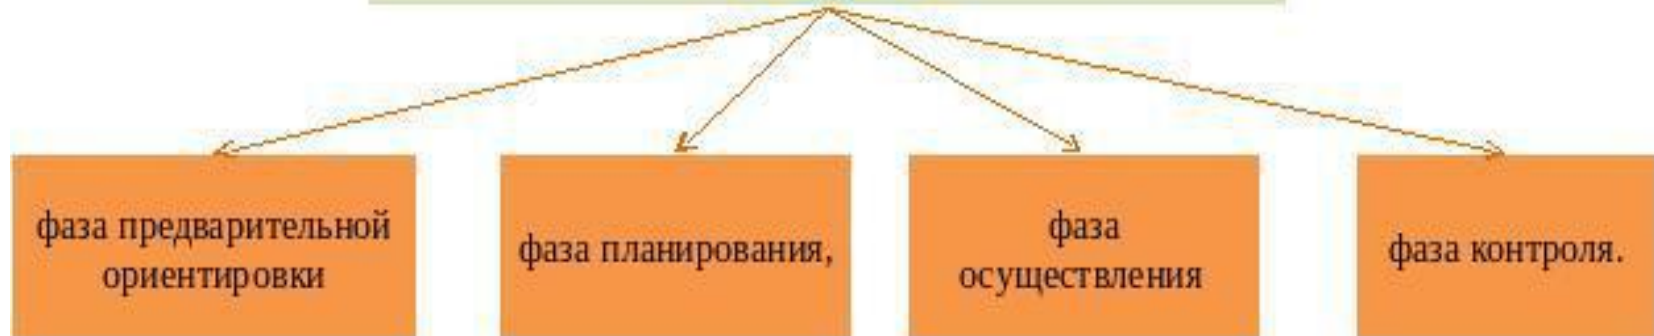 фаза предварительной
ориентировки
фаза планирования,
фаза
осуществления
фаза контроля.